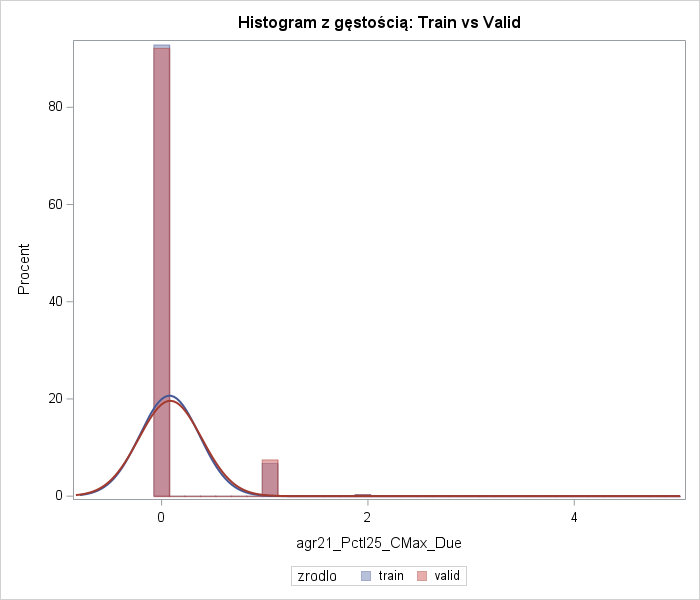 Histogram z gęstością: Train vs Valid
Procent
80
60
40
20
0
0 2 4
agr21_Pctl25_CMax_Due
zrodlo train valid